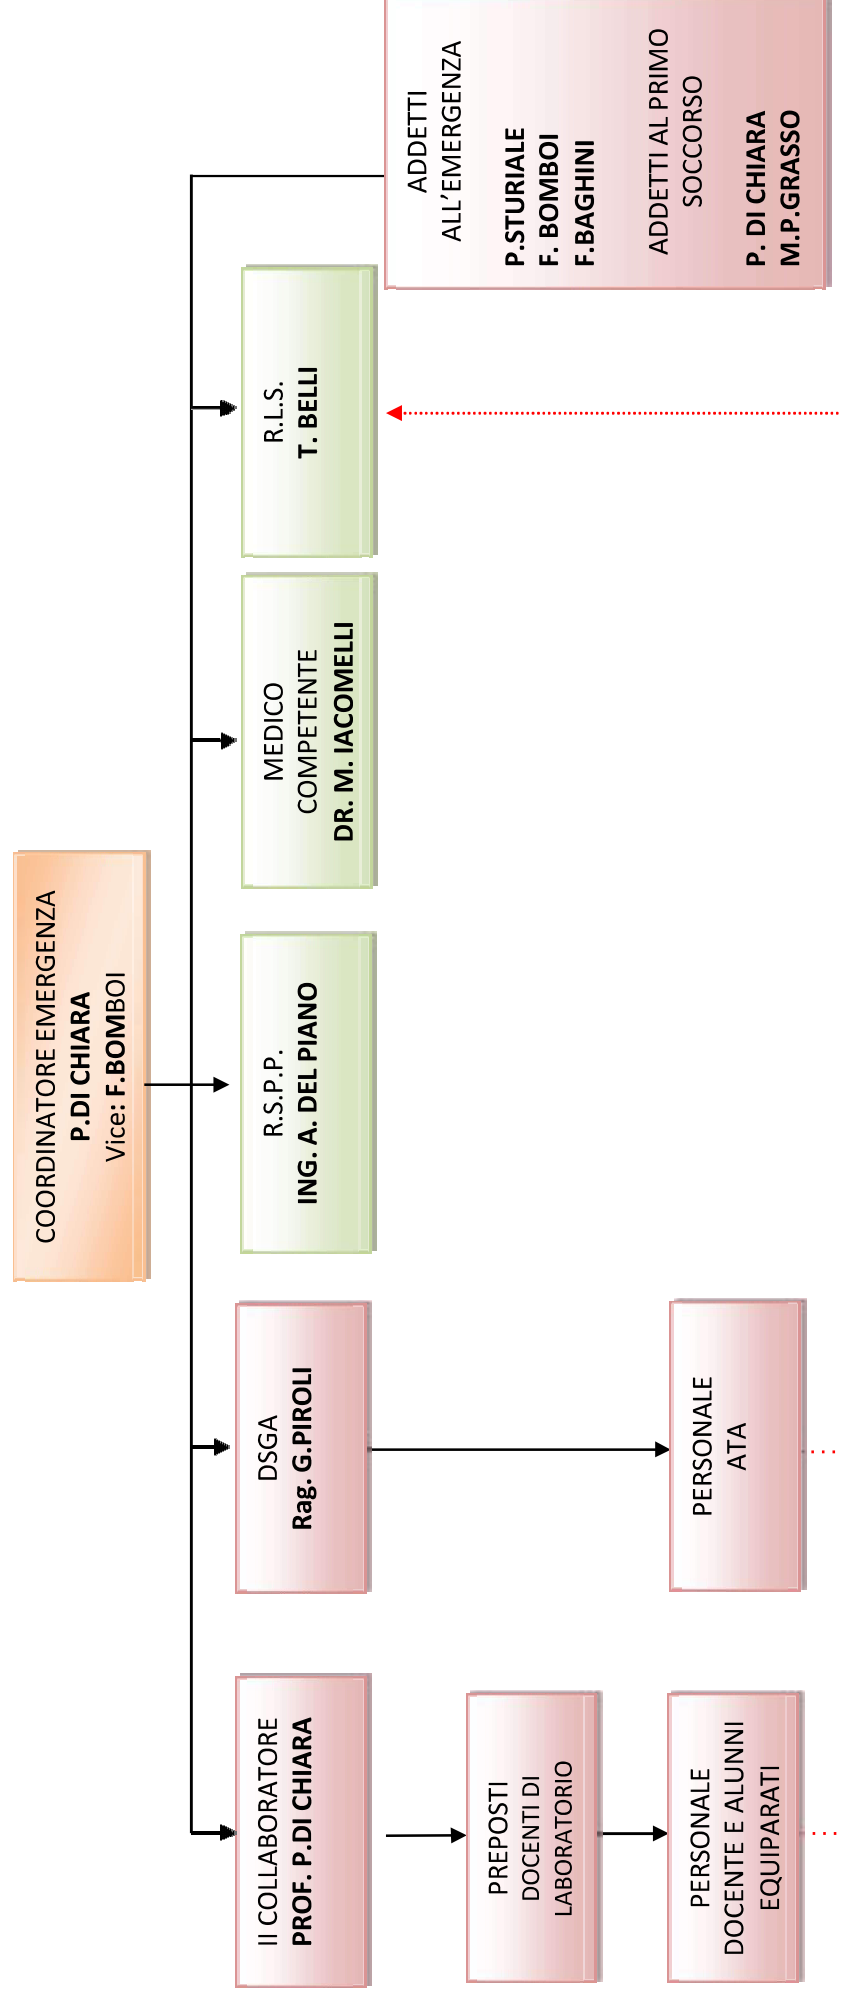 COORDINATORE EMERGENZA
P.DI CHIARA
Vice: F.BOMBOI
II COLLABORATORE
PROF. P.DI CHIARA
DSGA
Rag. G.PIROLI
R.S.P.P.
ING. A. DEL PIANO
MEDICO
COMPETENTE
DR. M. IACOMELLI
R.L.S.
T. BELLI
ADDETTI
ALL’EMERGENZA
P.STURIALE
F. BOMBOI
F.BAGHINI
ADDETTI AL PRIMO
SOCCORSO
P. DI CHIARA
M.P.GRASSO
PREPOSTI
DOCENTI DI
LABORATORIO
PERSONALE
DOCENTE E ALUNNI
EQUIPARATI
PERSONALE
ATA